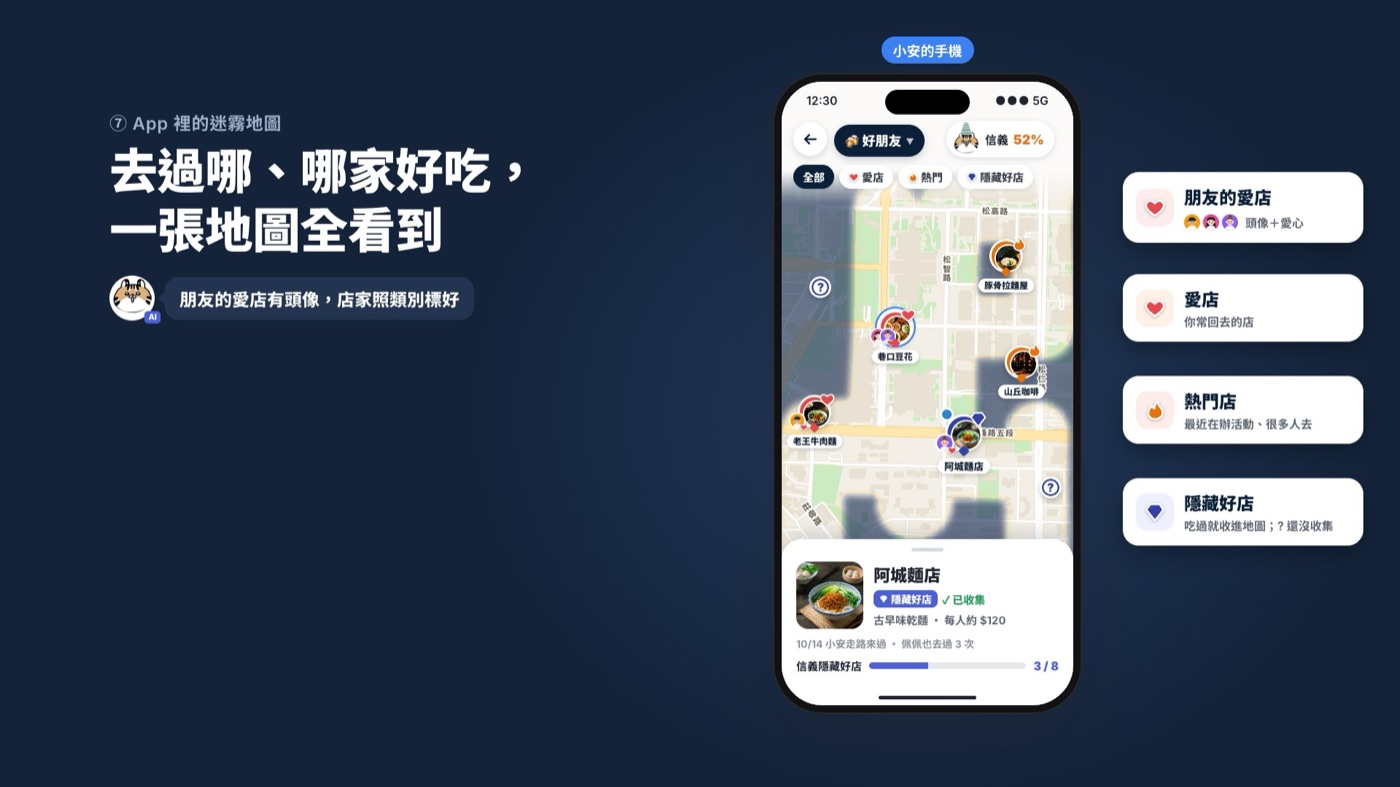 ⑦ App 裡的迷霧地圖
去過哪、哪家好吃，
一張地圖全看到
AI
朋友的愛店有頭像，店家照類別標好
小安的手機
12:30
5G
好朋友 ▼
信義 52%
全部
愛店
熱門
隱藏好店
松高路
松智路
豚骨拉麵屋
?
巷口豆花
山丘咖啡
老王牛肉麵
路五段
阿城麵店
?
阿城麵店
隱藏好店 ✓已收集
古早味乾麵・每人約 $120
10/14 小安走路來過・佩佩也去過 3 次
信義隱藏好店 3 / 8
朋友的愛店
頭像＋愛心
愛店
你常回去的店
熱門店
最近在辦活動、很多人去
隱藏好店
吃過就收進地圖；? 還沒收集